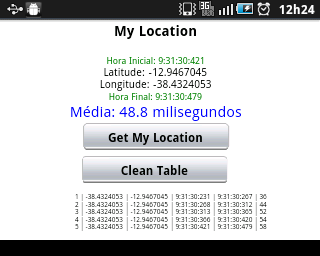 3G
12h24
My Location
Hora Inicial: 9:31:30:421
Latitude: -12.9467045
Longitude: -38.4324053
Hora Final: 9:31:30:479
Média: 48.8 milisegundos
Get My Location
Clean Table
1 | -38.4324053 | -12.9467045 | 9:31:30:231 | 9:31:30:267 | 36
2 | -38.4324053 | -12.9467045 | 9:31:30:268 | 9:31:30:312 | 44
3 | -38.4324053 | -12.9467045 | 9:31:30:313 | 9:31:30:365 | 52
4 | -38.4324053 | -12.9467045 | 9:31:30:366 | 9:31:30:420 | 54
5 | -38.4324053 | -12.9467045 | 9:31:30:421 | 9:31:30:479 | 58